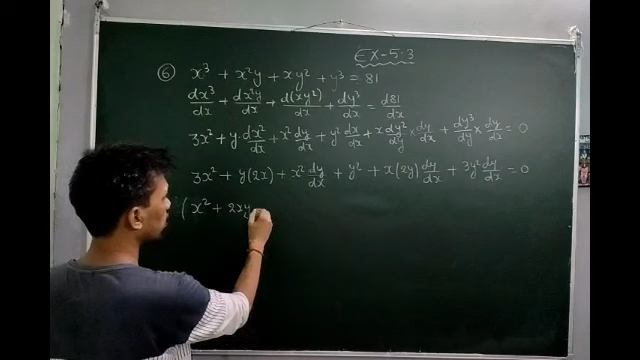 EX-5.3
⑥ x³ + x²y + xy² + y³ = 81
dx³/dx + dx²y/dx + d(xy²)/dx + dy³/dx = d81/dx
3x² + y·dx²/dx + x² dy/dx + y² dx/dx + x dy²/dy × dy/dx + dy³/dy × dy/dx = 0
3x² + y(2x) + x² dy/dx + y² + x(2y) dy/dx + 3y² dy/dx = 0
(x² + 2xy